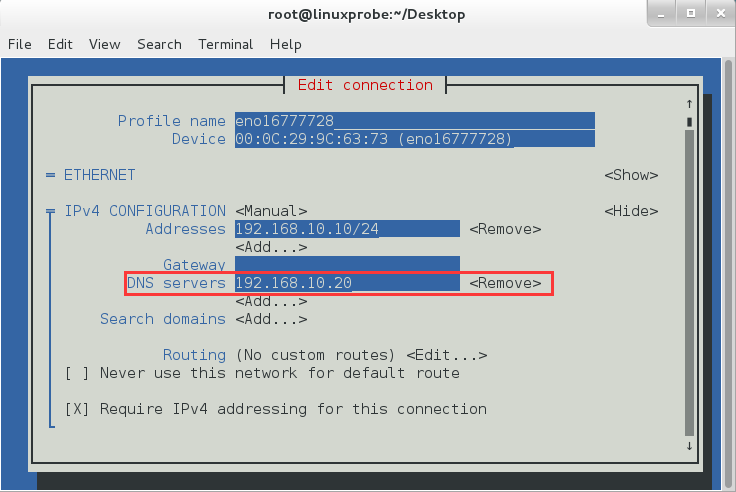 root@linuxprobe:~/Desktop
File Edit View Search Terminal Help
Edit connection
Profile name eno16777728
Device 00:0C:29:9C:63:73 (eno16777728)
= ETHERNET <Show>
= IPv4 CONFIGURATION <Manual> <Hide>
Addresses 192.168.10.10/24 <Remove>
<Add...>
Gateway
DNS servers 192.168.10.20 <Remove>
<Add...>
Search domains <Add...>
Routing (No custom routes) <Edit...>
[ ] Never use this network for default route
[X] Require IPv4 addressing for this connection